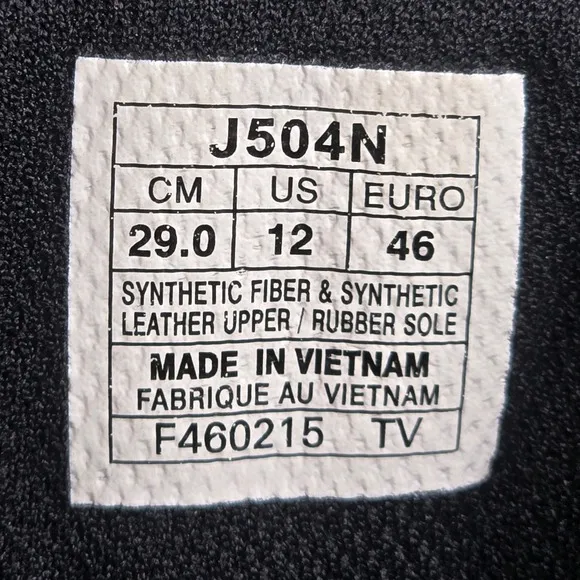 J504N
CM US EURO
29.0 12 46
SYNTHETIC FIBER & SYNTHETIC
LEATHER UPPER / RUBBER SOLE
MADE IN VIETNAM
FABRIQUE AU VIETNAM
F460215 TV